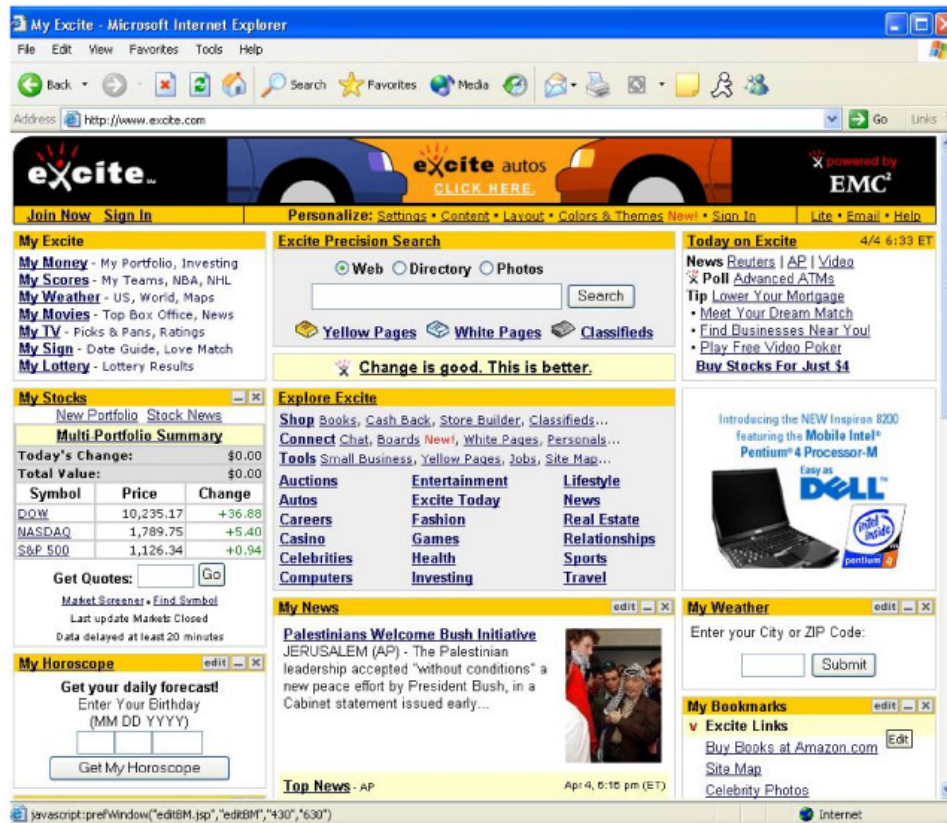 My Excite - Microsoft Internet Explorer
File Edit View Favorites Tools Help
Back Search Favorites Media
Address http://www.excite.com Go Links
excite
excite autos
CLICK HERE.
powered by
EMC²
Join Now Sign In
Personalize: Settings • Content • Layout • Colors & Themes New! • Sign In
Lite • Email • Help
My Excite
My Money - My Portfolio, Investing
My Scores - My Teams, NBA, NHL
My Weather - US, World, Maps
My Movies - Top Box Office, News
My TV - Picks & Pans, Ratings
My Sign - Date Guide, Love Match
My Lottery - Lottery Results
Excite Precision Search
Web Directory Photos
Search
Yellow Pages White Pages Classifieds
Change is good. This is better.
Today on Excite 4/4 6:33 ET
News Reuters | AP | Video
Poll Advanced ATMs
Tip Lower Your Mortgage
• Meet Your Dream Match
• Find Businesses Near You!
• Play Free Video Poker
Buy Stocks For Just $4
My Stocks
New Portfolio Stock News
Multi-Portfolio Summary
Today's Change: $0.00
Total Value: $0.00
Symbol Price Change
DOW 10,235.17 +36.88
NASDAQ 1,789.75 +5.40
S&P 500 1,126.34 +0.94
Get Quotes: Go
Market Screener • Find Symbol
Last update Markets Closed
Data delayed at least 20 minutes
Explore Excite
Shop Books, Cash Back, Store Builder, Classifieds...
Connect Chat, Boards New!, White Pages, Personals...
Tools Small Business, Yellow Pages, Jobs, Site Map...
Auctions Entertainment Lifestyle
Autos Excite Today News
Careers Fashion Real Estate
Casino Games Relationships
Celebrities Health Sports
Computers Investing Travel
Introducing the NEW Inspiron 8200
featuring the Mobile Intel®
Pentium® 4 Processor-M
Easy as
DELL™
intel inside
pentium 4
My Horoscope edit
Get your daily forecast!
Enter Your Birthday
(MM DD YYYY)
Get My Horoscope
My News edit
Palestinians Welcome Bush Initiative
JERUSALEM (AP) - The Palestinian
leadership accepted "without conditions" a
new peace effort by President Bush, in a
Cabinet statement issued early...
Top News - AP Apr 4, 6:16 pm (ET)
My Weather edit
Enter your City or ZIP Code:
Submit
My Bookmarks edit
v Excite Links
Edit
Buy Books at Amazon.com
Site Map
Celebrity Photos
javascript:prefWindow("editBM.jsp","editBM","430","630") Internet